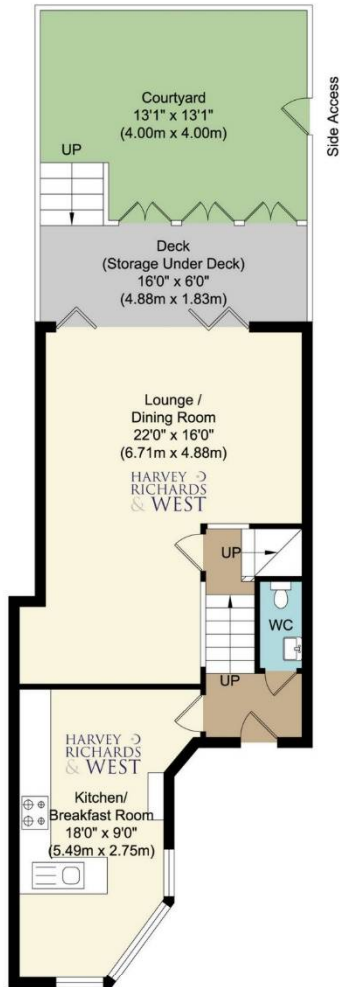 Courtyard
13'1" x 13'1"
(4.00m x 4.00m)
Side Access
UP
Deck
(Storage Under Deck)
16'0" x 6'0"
(4.88m x 1.83m)
Lounge /
Dining Room
22'0" x 16'0"
(6.71m x 4.88m)
HARVEY
RICHARDS
& WEST
UP
WC
UP
HARVEY
RICHARDS
& WEST
Kitchen/
Breakfast Room
18'0" x 9'0"
(5.49m x 2.75m)